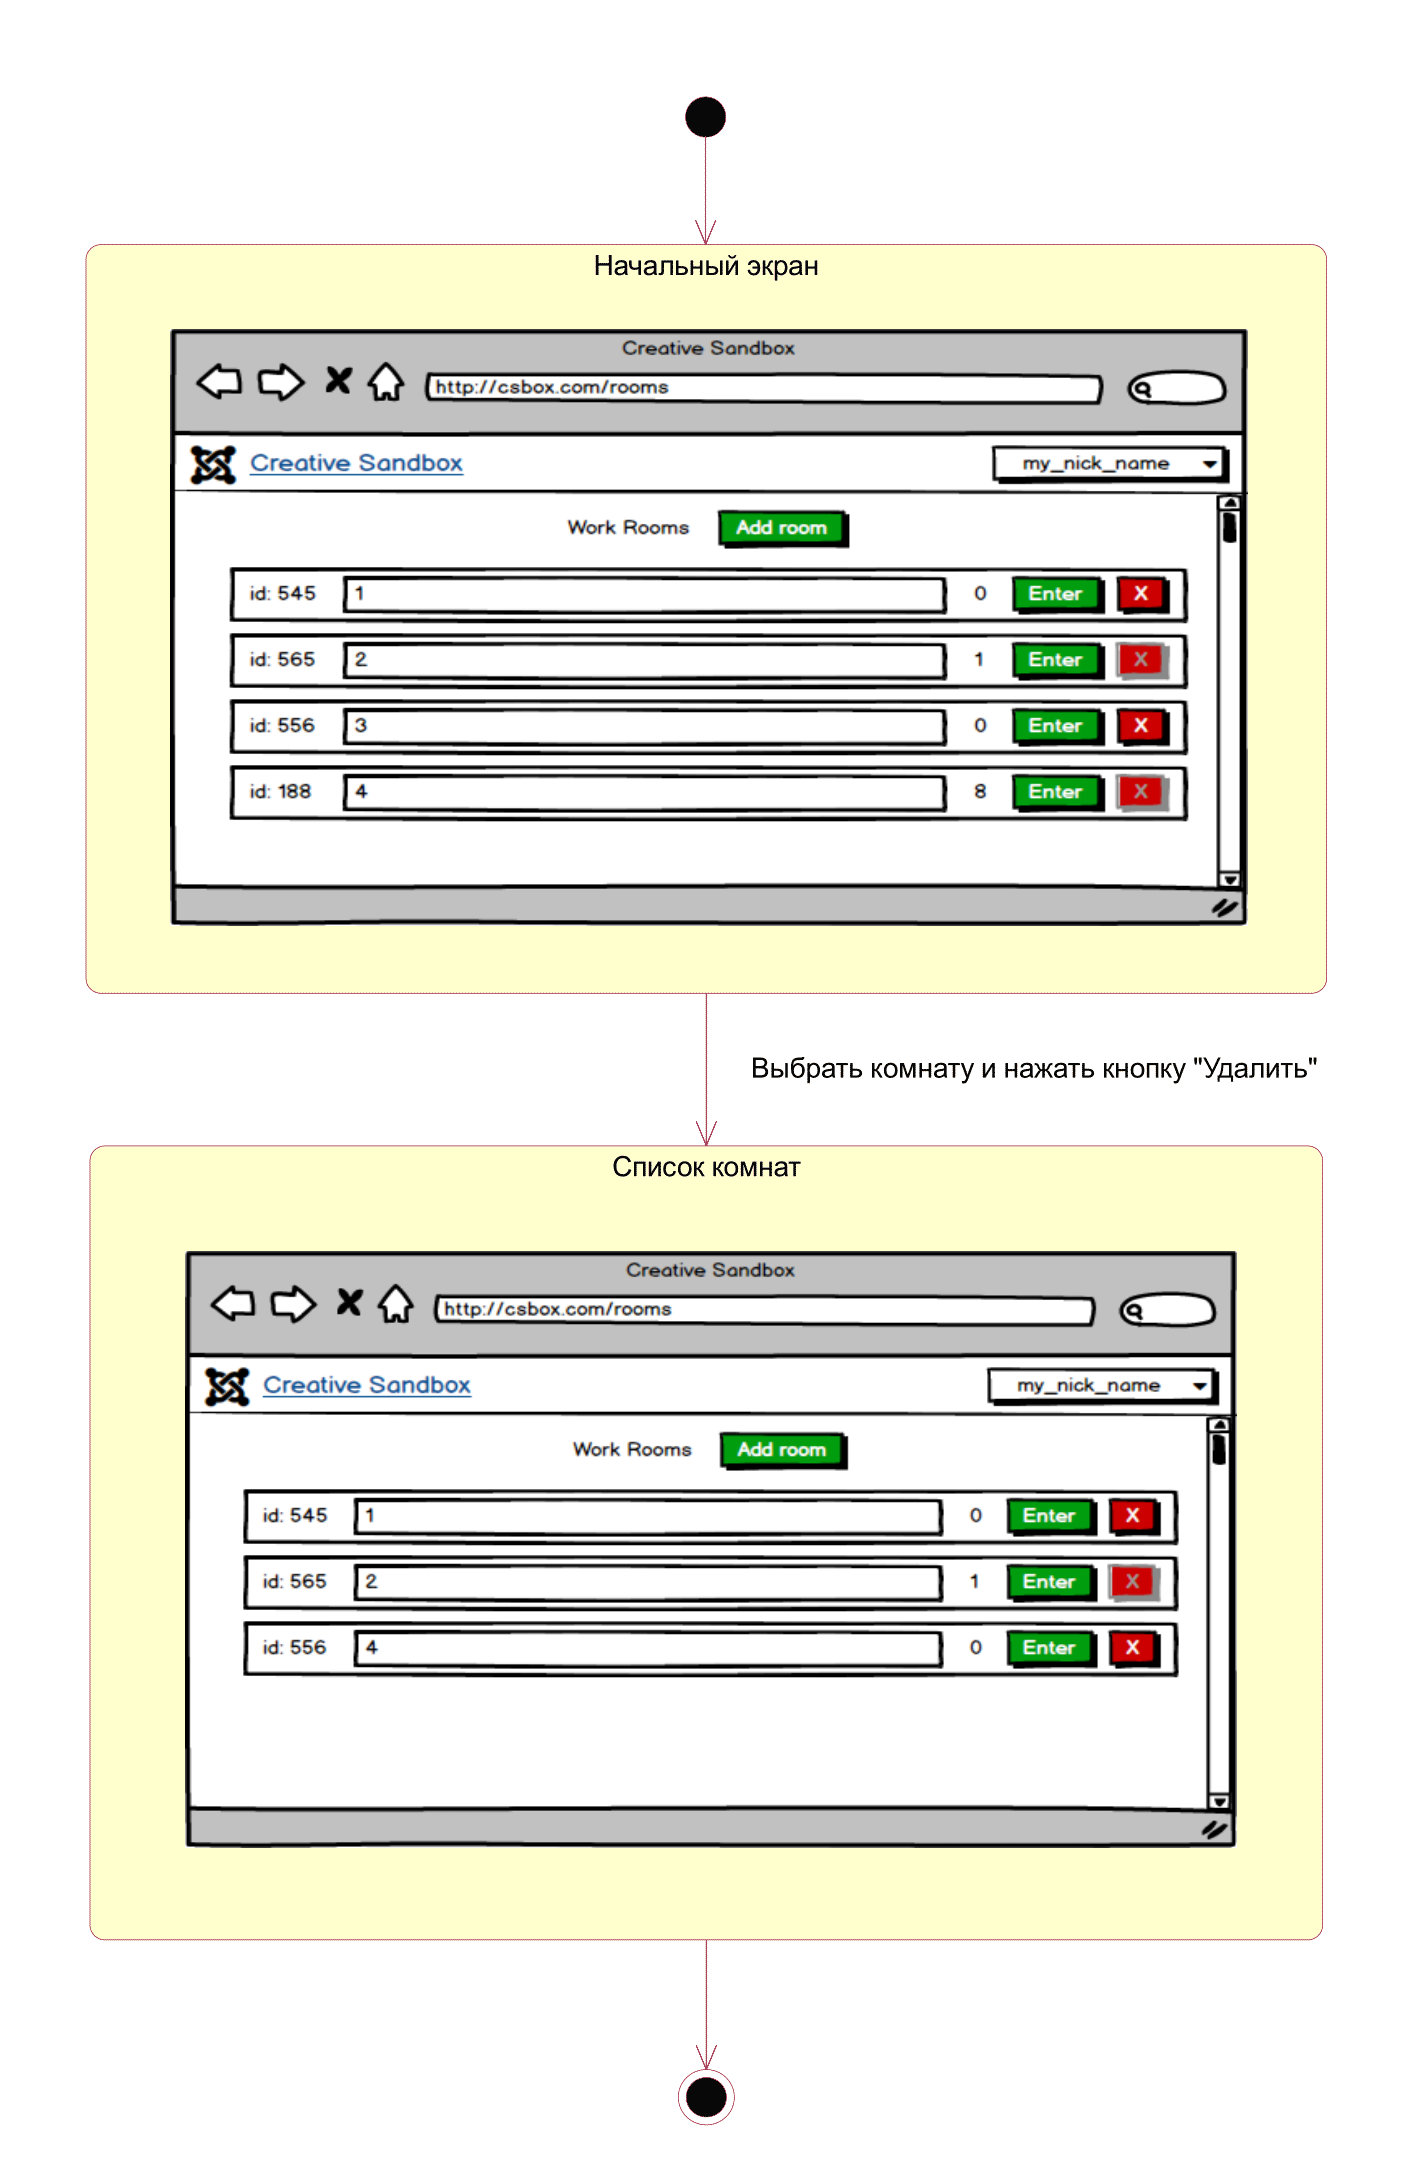 Начальный экран
Creative Sandbox
http://csbox.com/rooms
Creative Sandbox my_nick_name
Work Rooms Add room
id: 545 1 0 Enter X
id: 565 2 1 Enter X
id: 556 3 0 Enter X
id: 188 4 8 Enter X
Выбрать комнату и нажать кнопку "Удалить"
Список комнат
Creative Sandbox
http://csbox.com/rooms
Creative Sandbox my_nick_name
Work Rooms Add room
id: 545 1 0 Enter X
id: 565 2 1 Enter X
id: 556 4 0 Enter X